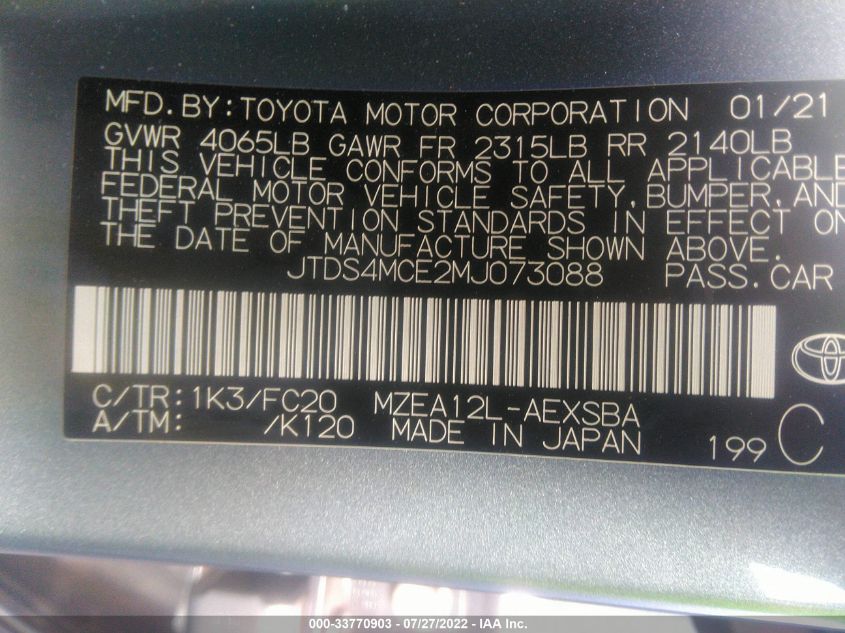 MFD.BY:TOYOTA MOTOR CORPORATION 01/21
GVWR 4065LB GAWR FR 2315LB RR 2140LB
THIS VEHICLE CONFORMS TO ALL APPLICABLE
FEDERAL MOTOR VEHICLE SAFETY,BUMPER,AND
THEFT PREVENTION STANDARDS IN EFFECT ON
THE DATE OF MANUFACTURE SHOWN ABOVE.
JTDS4MCE2MJ073088 PASS.CAR
C/TR:1K3/FC20 MZEA12L-AEXSBA
A/TM: /K120 MADE IN JAPAN 199 C
000-33770903 - 07/27/2022 - IAA Inc.